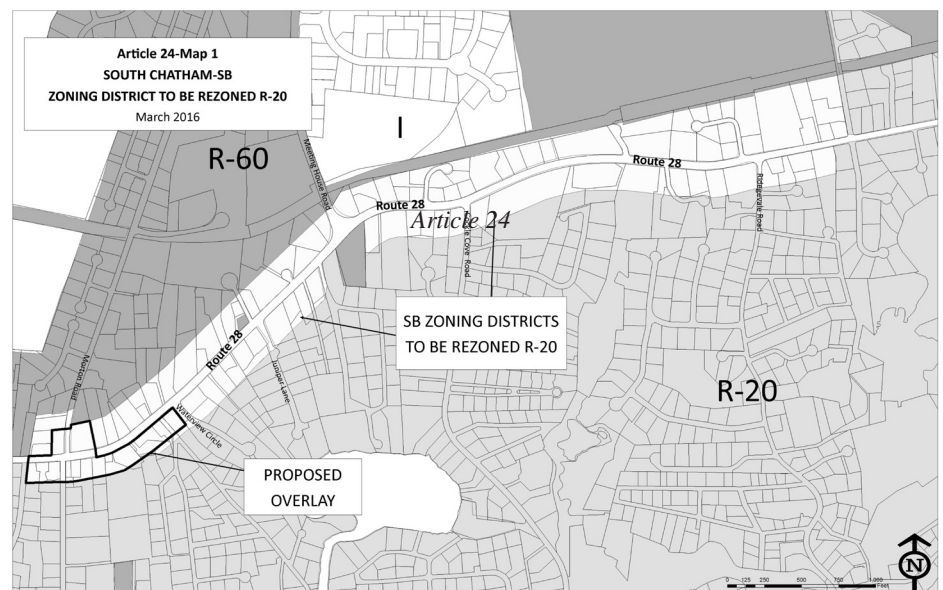 Article 24-Map 1
SOUTH CHATHAM-SB
ZONING DISTRICT TO BE REZONED R-20
March 2016
I
R-60
Meeting House Road
Route 28
Route 28
Ridgevale Road
Article 24
Cove Road
SB ZONING DISTRICTS
TO BE REZONED R-20
Route 28
Morton Road
Juniper Lane
R-20
Waterview Circle
PROPOSED
OVERLAY
N
0 125 250 500 750 1,000
Feet